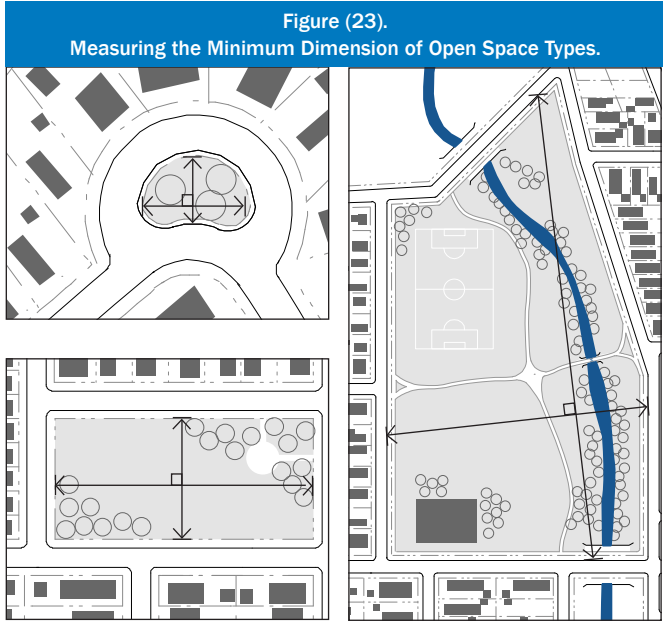 Figure (23).
Measuring the Minimum Dimension of Open Space Types.